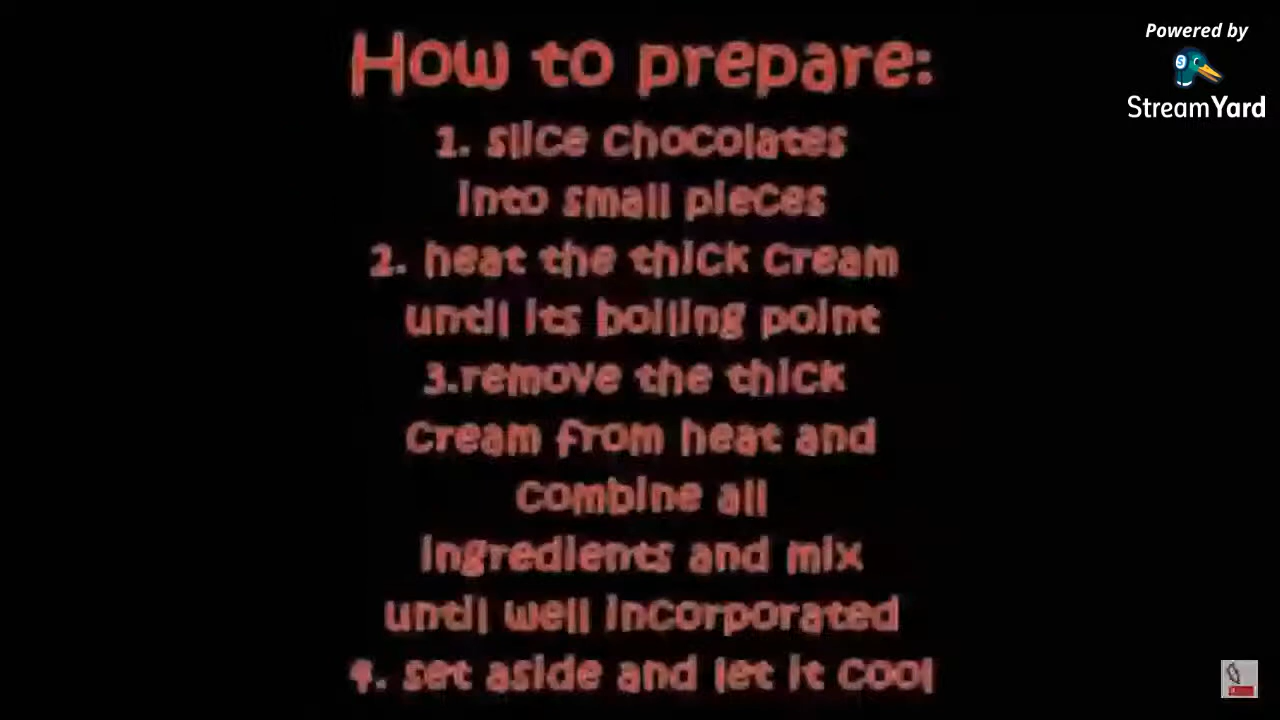 How to prepare:
1. slice chocolates
into small pieces
2. heat the thick cream
until its boiling point
3.remove the thick
cream from heat and
combine all
ingredients and mix
until well incorporated
4. set aside and let it cool
Powered by
StreamYard